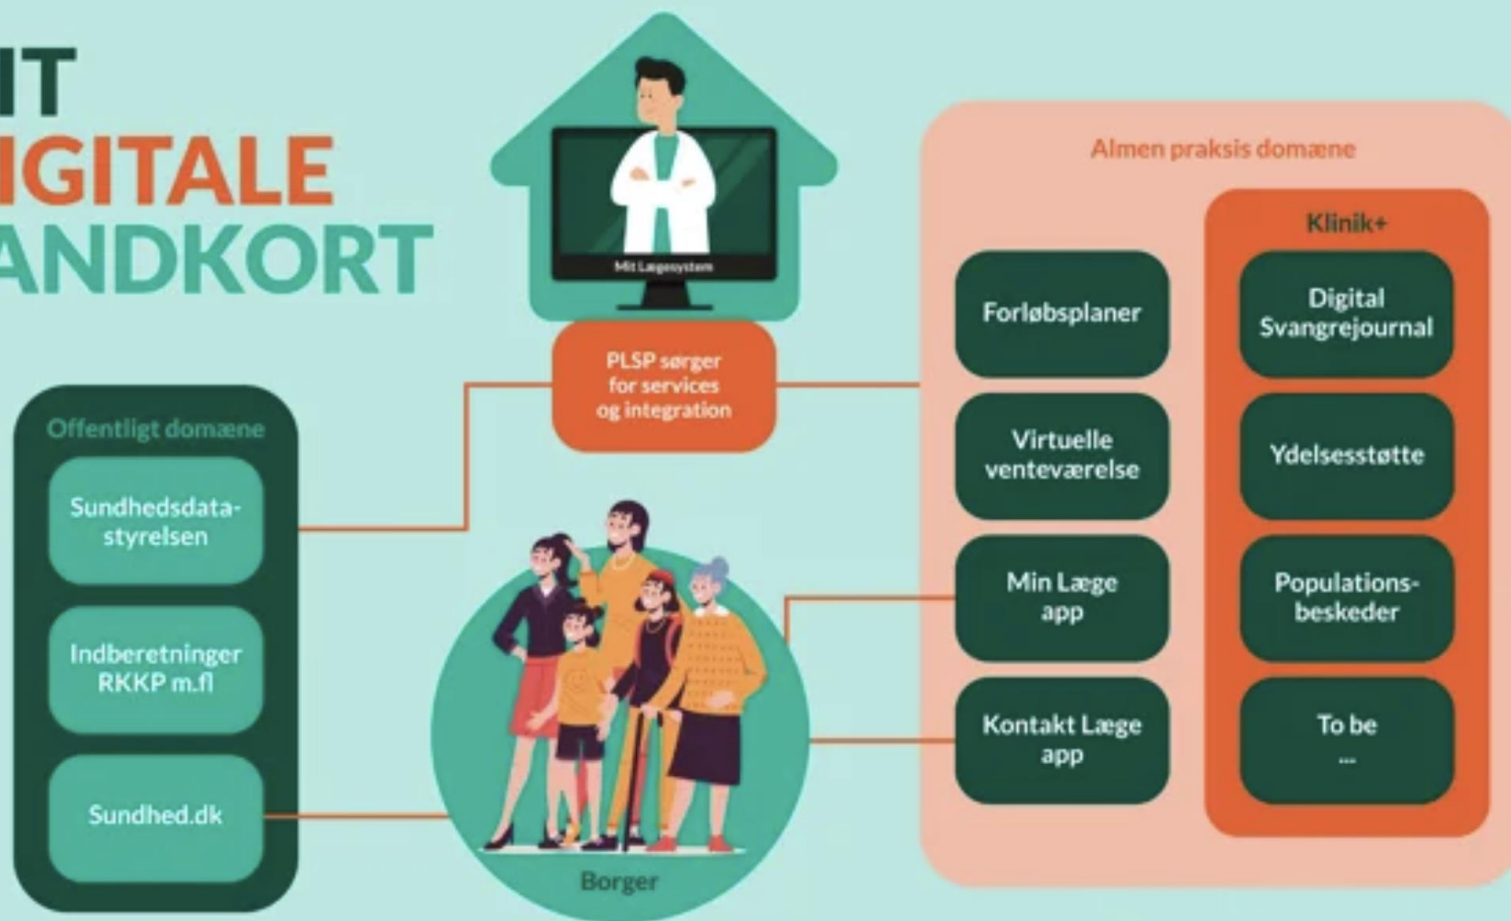 IT
IGITALE
ANDKORT
Mit Lægesystem
PLSP sørger
for services
og integration
Offentligt domæne
Sundhedsdata-
styrelsen
Indberetninger
RKKP m.fl
Sundhed.dk
Borger
Almen praksis domæne
Forløbsplaner
Virtuelle
venteværelse
Min Læge
app
Kontakt Læge
app
Klinik+
Digital
Svangrejournal
Ydelsesstøtte
Populations-
beskeder
To be
...